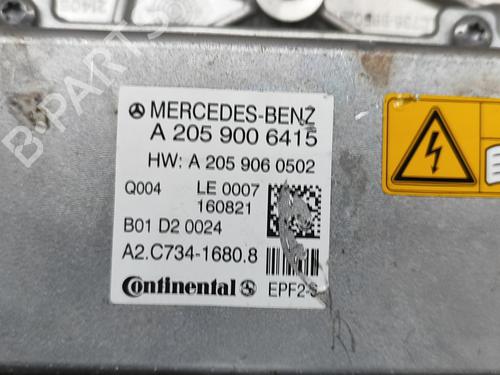 MERCEDES-BENZ
A 205 900 6415
HW: A 205 906 0502
Q004 LE 0007
160821
B01 D2 0024
A2.C734-1680.8
Continental EPF2-S
B-PARTS